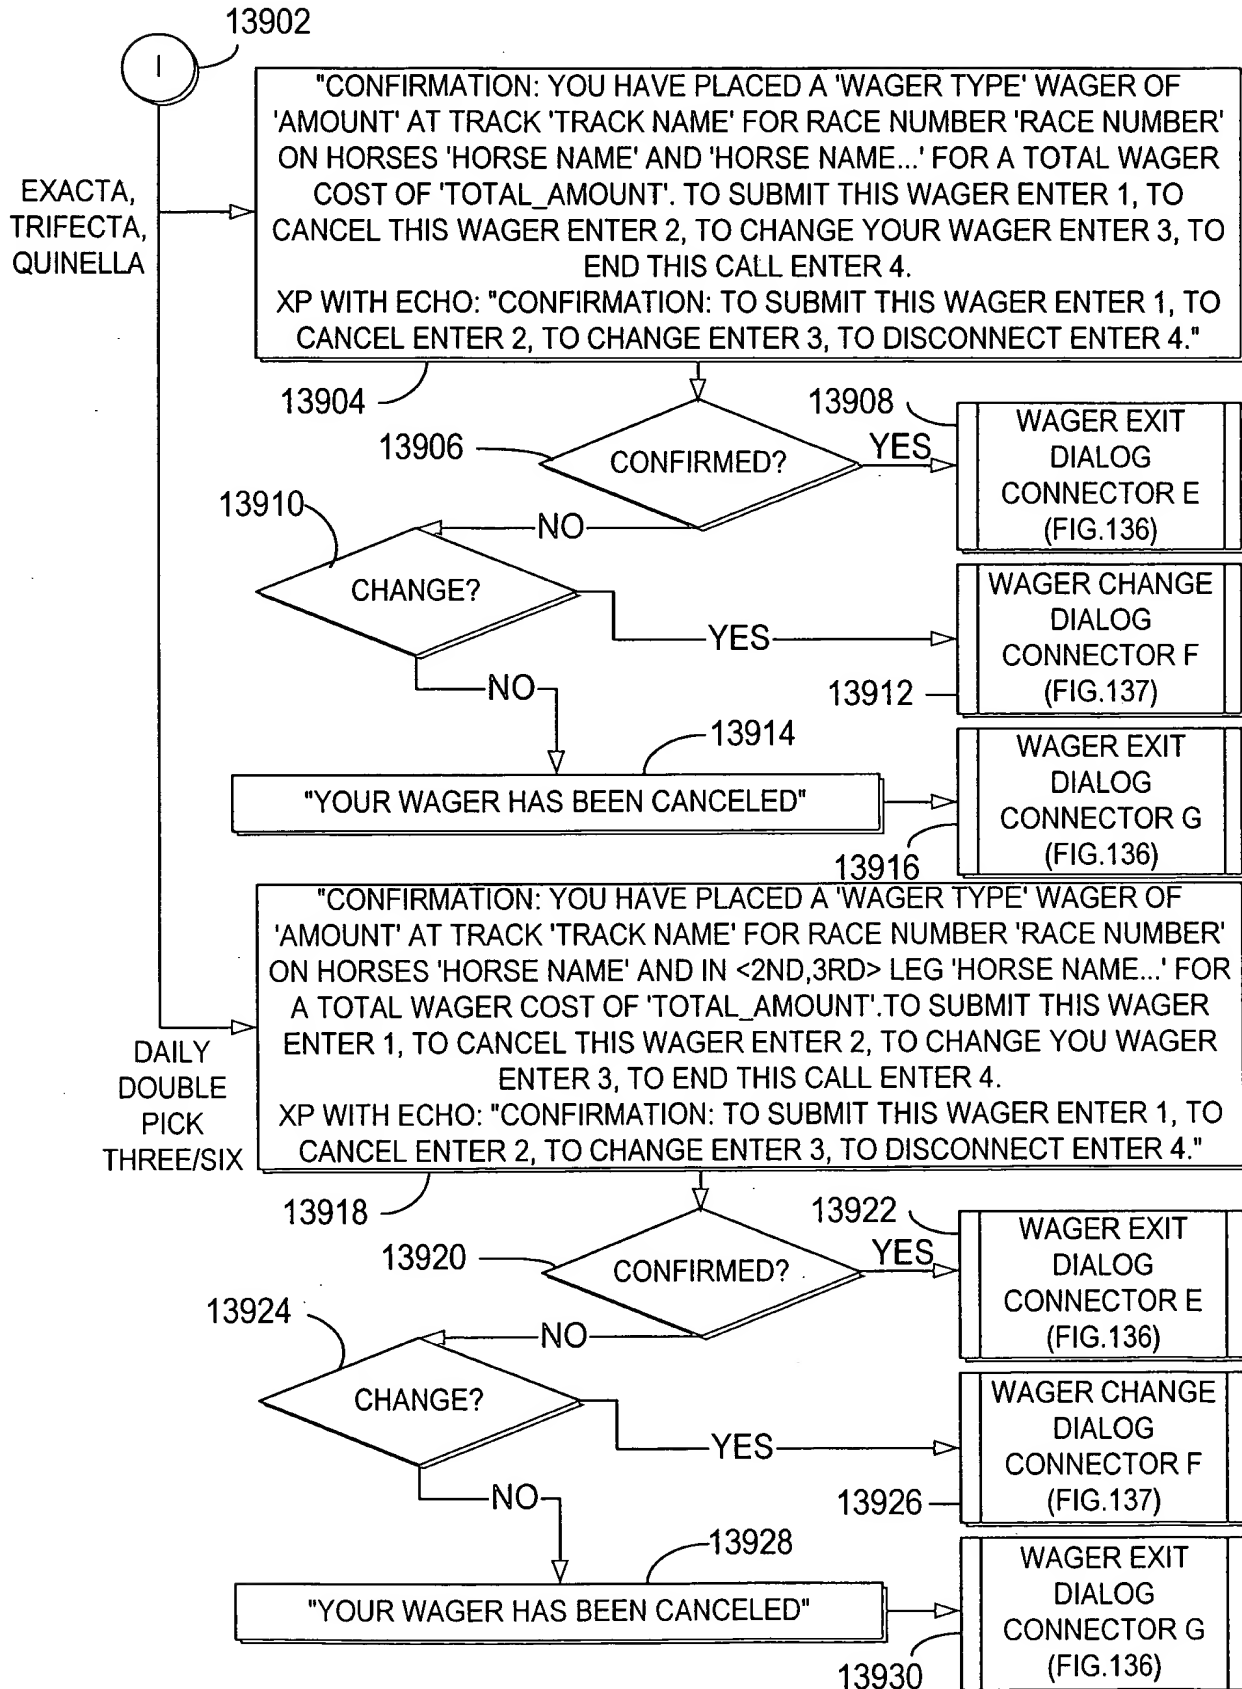 13902
I
"CONFIRMATION: YOU HAVE PLACED A 'WAGER TYPE' WAGER OF
'AMOUNT' AT TRACK 'TRACK NAME' FOR RACE NUMBER 'RACE NUMBER'
ON HORSES 'HORSE NAME' AND 'HORSE NAME...' FOR A TOTAL WAGER
COST OF 'TOTAL_AMOUNT'. TO SUBMIT THIS WAGER ENTER 1, TO
CANCEL THIS WAGER ENTER 2, TO CHANGE YOUR WAGER ENTER 3, TO
END THIS CALL ENTER 4.
XP WITH ECHO: "CONFIRMATION: TO SUBMIT THIS WAGER ENTER 1, TO
CANCEL ENTER 2, TO CHANGE ENTER 3, TO DISCONNECT ENTER 4."
EXACTA,
TRIFECTA,
QUINELLA
13904
13906
CONFIRMED?
YES
13908
WAGER EXIT
DIALOG
CONNECTOR E
(FIG.136)
NO
13910
CHANGE?
YES
WAGER CHANGE
DIALOG
CONNECTOR F
(FIG.137)
13912
NO
13914
"YOUR WAGER HAS BEEN CANCELED"
WAGER EXIT
DIALOG
CONNECTOR G
(FIG.136)
13916
"CONFIRMATION: YOU HAVE PLACED A 'WAGER TYPE' WAGER OF
'AMOUNT' AT TRACK 'TRACK NAME' FOR RACE NUMBER 'RACE NUMBER'
ON HORSES 'HORSE NAME' AND IN <2ND,3RD> LEG 'HORSE NAME...' FOR
A TOTAL WAGER COST OF 'TOTAL_AMOUNT'.TO SUBMIT THIS WAGER
ENTER 1, TO CANCEL THIS WAGER ENTER 2, TO CHANGE YOU WAGER
ENTER 3, TO END THIS CALL ENTER 4.
XP WITH ECHO: "CONFIRMATION: TO SUBMIT THIS WAGER ENTER 1, TO
CANCEL ENTER 2, TO CHANGE ENTER 3, TO DISCONNECT ENTER 4."
DAILY
DOUBLE
PICK
THREE/SIX
13918
13920
CONFIRMED?
YES
13922
WAGER EXIT
DIALOG
CONNECTOR E
(FIG.136)
NO
13924
CHANGE?
YES
WAGER CHANGE
DIALOG
CONNECTOR F
(FIG.137)
13926
NO
13928
"YOUR WAGER HAS BEEN CANCELED"
WAGER EXIT
DIALOG
CONNECTOR G
(FIG.136)
13930